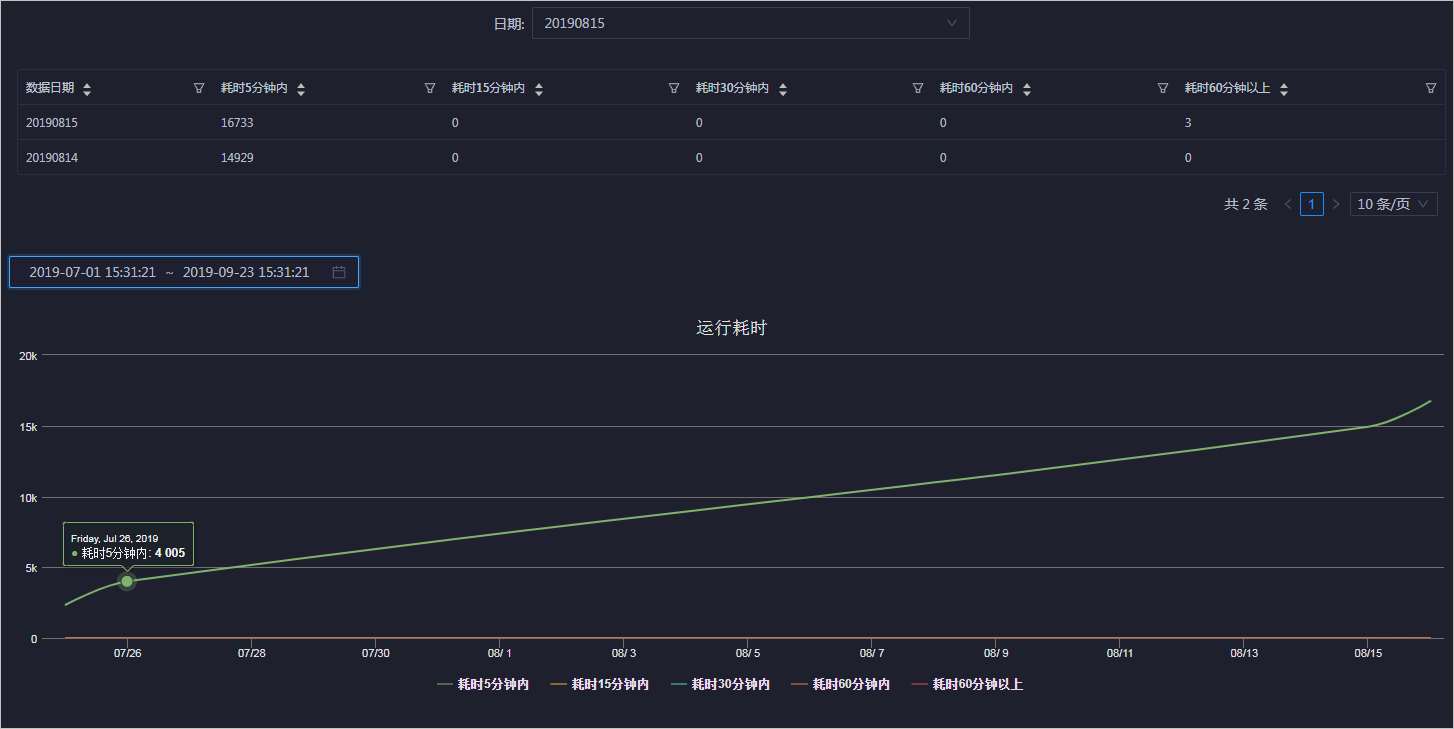 日期: 20190815
数据日期 耗时5分钟内 耗时15分钟内 耗时30分钟内 耗时60分钟内 耗时60分钟以上
20190815 16733 0 0 0 3
20190814 14929 0 0 0 0
共 2 条 1 10 条/页
2019-07-01 15:31:21 ~ 2019-09-23 15:31:21
运行耗时
20k
15k
10k
Friday, Jul 26, 2019
耗时5分钟内: 4 005
5k
0
07/26 07/28 07/30 08/ 1 08/ 3 08/ 5 08/ 7 08/ 9 08/11 08/13 08/15
耗时5分钟内 耗时15分钟内 耗时30分钟内 耗时60分钟内 耗时60分钟以上